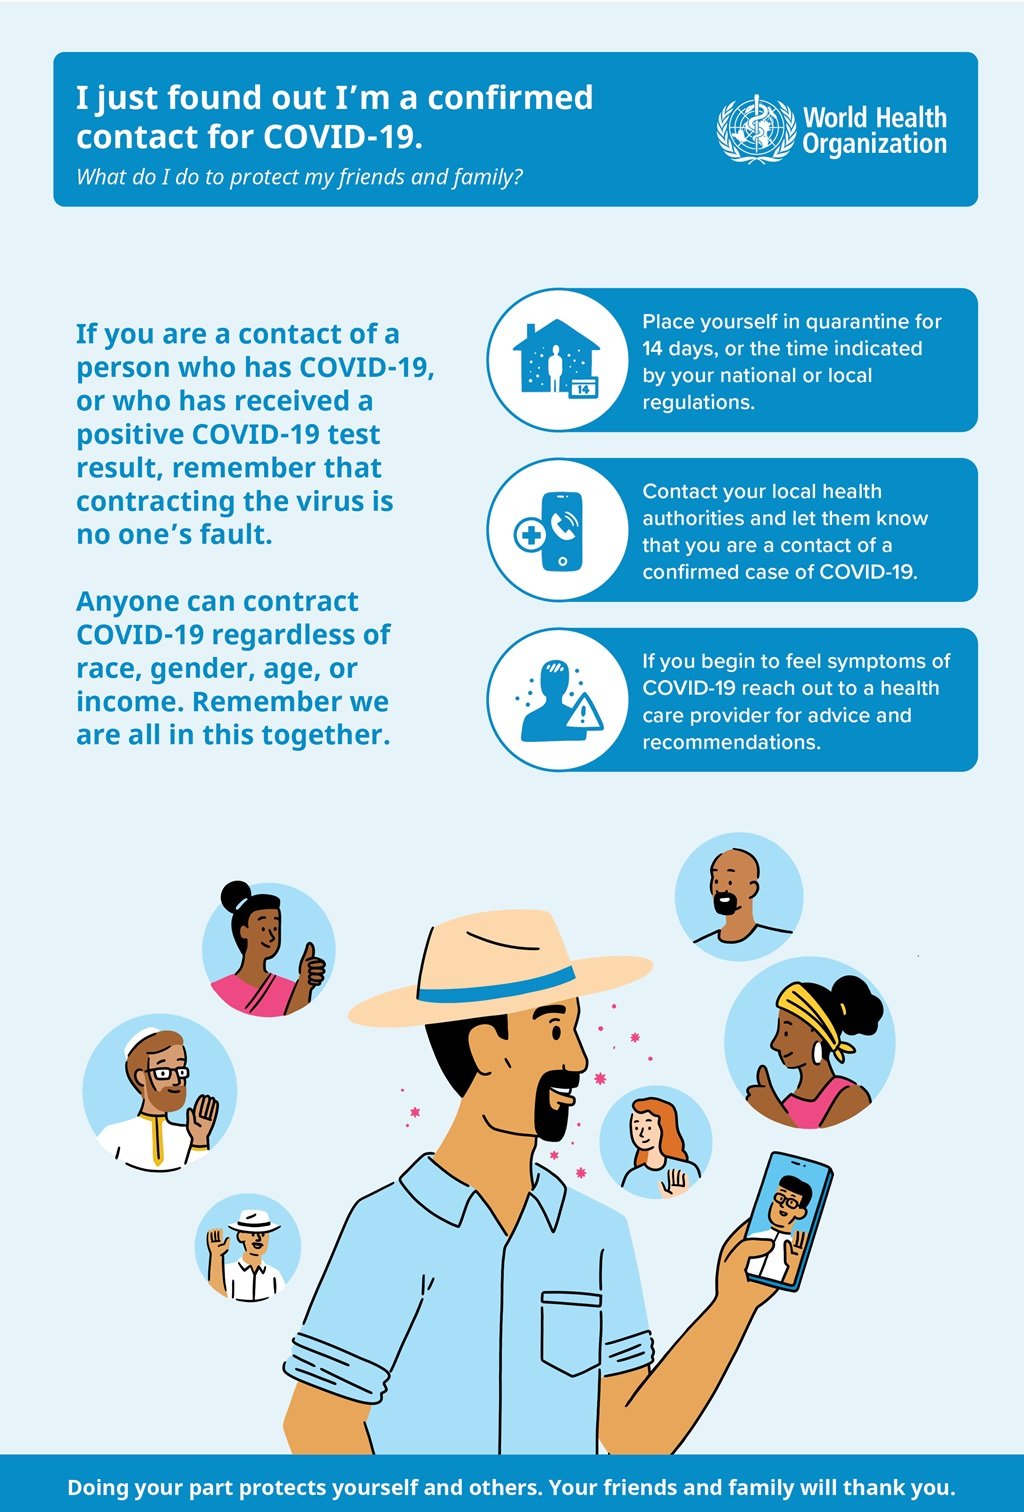 I just found out I’m a confirmed
contact for COVID-19.
What do I do to protect my friends and family?
World Health
Organization
If you are a contact of a
person who has COVID-19,
or who has received a
positive COVID-19 test
result, remember that
contracting the virus is
no one’s fault.
Anyone can contract
COVID-19 regardless of
race, gender, age, or
income. Remember we
are all in this together.
14
Place yourself in quarantine for
14 days, or the time indicated
by your national or local
regulations.
Contact your local health
authorities and let them know
that you are a contact of a
confirmed case of COVID-19.
If you begin to feel symptoms of
COVID-19 reach out to a health
care provider for advice and
recommendations.
Doing your part protects yourself and others. Your friends and family will thank you.